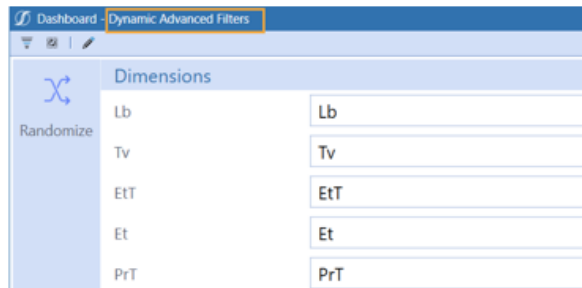 Dashboard - Dynamic Advanced Filters
Randomize
Dimensions
Lb Lb
Tv Tv
EtT EtT
Et Et
PrT PrT